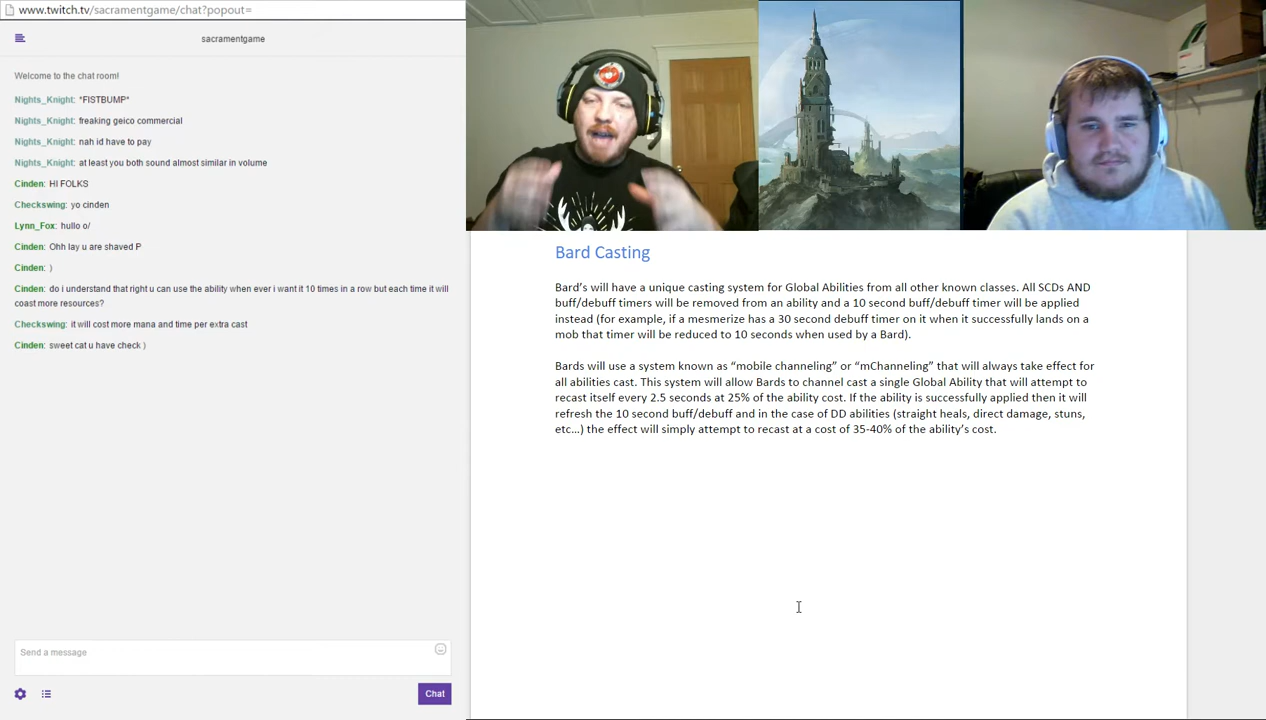 www.twitch.tv/sacramentgame/chat?popout=
sacramentgame
Welcome to the chat room!
Nights_Knight: *FISTBUMP*
Nights_Knight: freaking geico commercial
Nights_Knight: nah id have to pay
Nights_Knight: at least you both sound almost similar in volume
Cinden: HI FOLKS
Checkswing: yo cinden
Lynn_Fox: hullo o/
Cinden: Ohh lay u are shaved P
Cinden: )
Cinden: do i understand that right u can use the ability when ever i want it 10 times in a row but each time it will
coast more resources?
Checkswing: it will cost more mana and time per extra cast
Cinden: sweet cat u have check )
Send a message
Chat
Bard Casting
Bard's will have a unique casting system for Global Abilities from all other known classes. All SCDs AND
buff/debuff timers will be removed from an ability and a 10 second buff/debuff timer will be applied
instead (for example, if a mesmerize has a 30 second debuff timer on it when it successfully lands on a
mob that timer will be reduced to 10 seconds when used by a Bard).
Bards will use a system known as “mobile channeling” or “mChanneling” that will always take effect for
all abilities cast. This system will allow Bards to channel cast a single Global Ability that will attempt to
recast itself every 2.5 seconds at 25% of the ability cost. If the ability is successfully applied then it will
refresh the 10 second buff/debuff and in the case of DD abilities (straight heals, direct damage, stuns,
etc…) the effect will simply attempt to recast at a cost of 35-40% of the ability's cost.